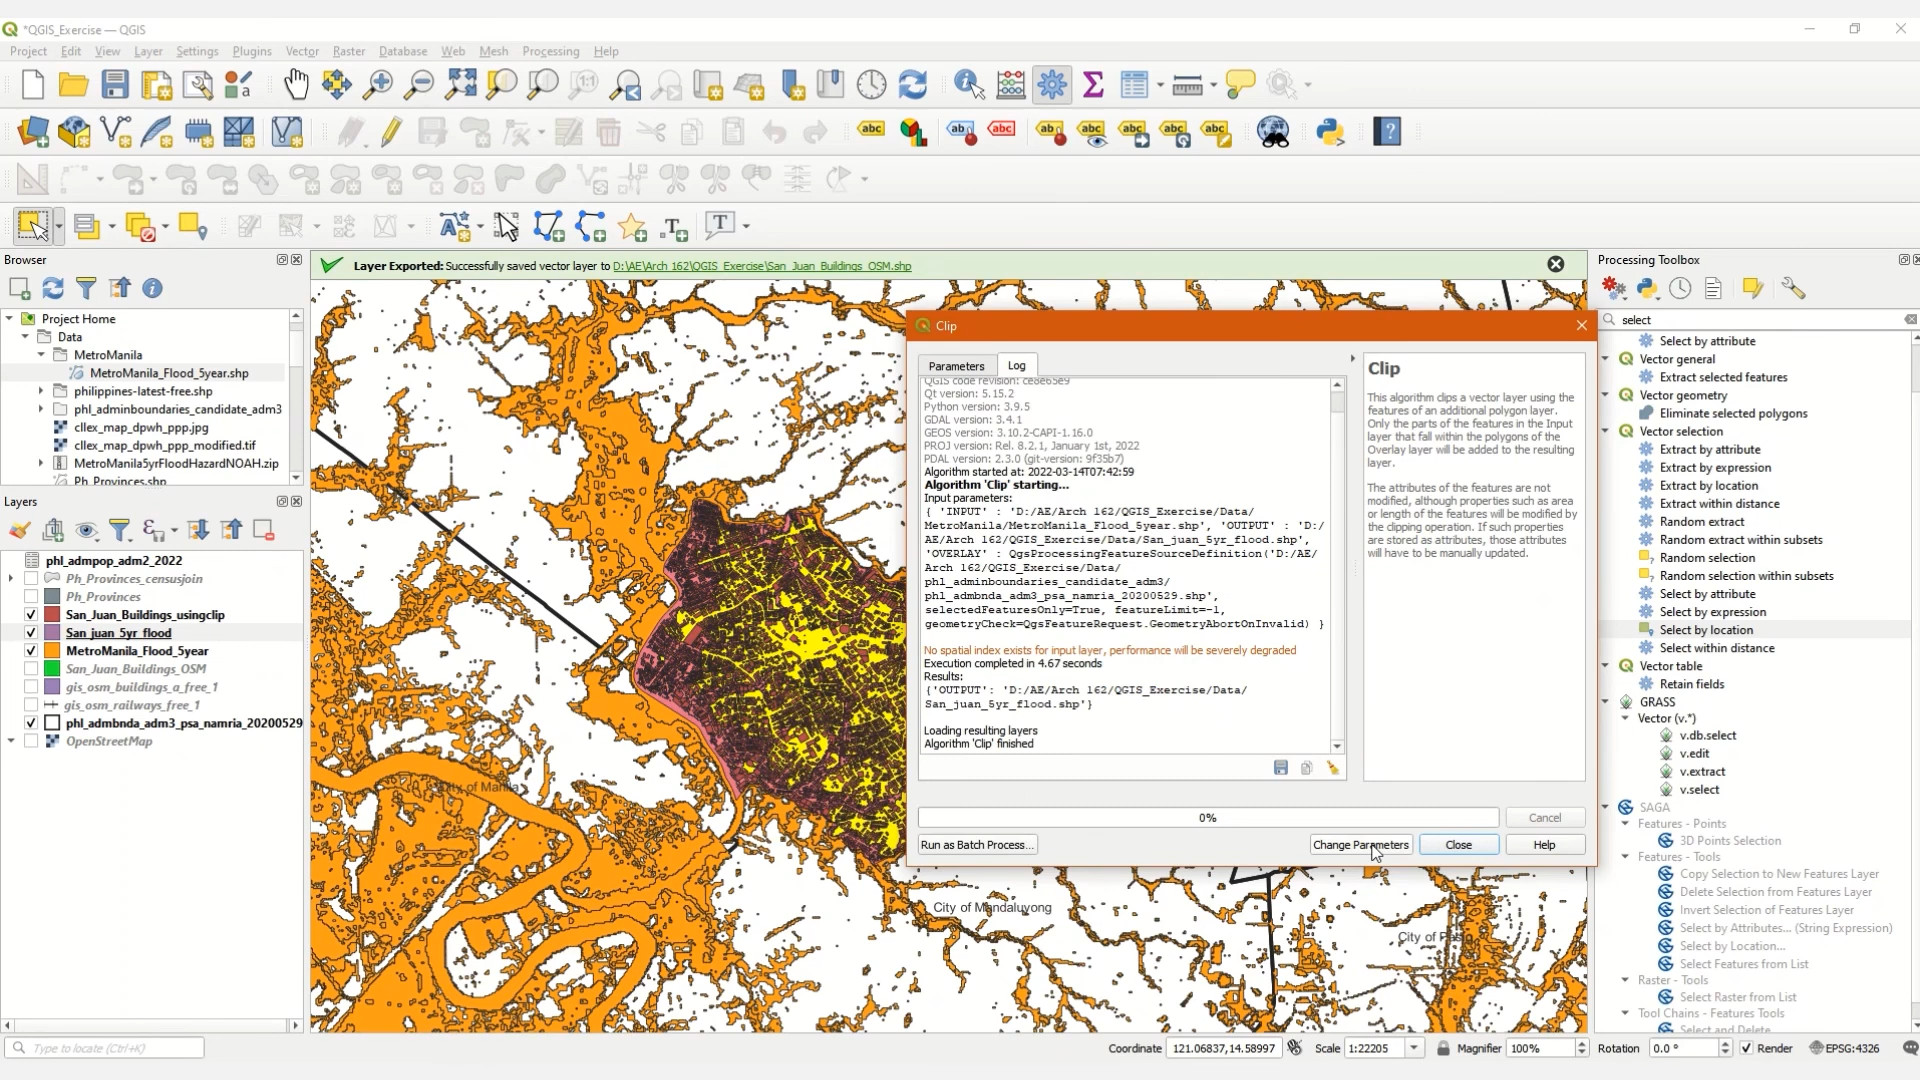 *QGIS_Exercise — QGIS
Project Edit View Layer Settings Plugins Vector Raster Database Web Mesh Processing Help
Browser
Project Home
Data
MetroManila
MetroManila_Flood_5year.shp
philippines-latest-free.shp
phl_adminboundaries_candidate_adm3
cllex_map_dpwh_ppp.jpg
cllex_map_dpwh_ppp_modified.tif
MetroManila5yrFloodHazardNOAH.zip
Ph_Provinces.shp
Layers
phl_admpop_adm2_2022
Ph_Provinces_censusjoin
Ph_Provinces
San_Juan_Buildings_usingclip
San_juan_5yr_flood
MetroManila_Flood_5year
San_Juan_Buildings_OSM
gis_osm_buildings_a_free_1
gis_osm_railways_free_1
phl_admbnda_adm3_psa_namria_20200529
OpenStreetMap
Type to locate (Ctrl+K)
Layer Exported: Successfully saved vector layer to D:\AE\Arch 162\QGIS_Exercise\San_Juan_Buildings_OSM.shp
City of Manila
City of Mandaluyong
Clip
Parameters Log
QGIS code revision: ce8e65e9
Qt version: 5.15.2
Python version: 3.9.5
GDAL version: 3.4.1
GEOS version: 3.10.2-CAPI-1.16.0
PROJ version: Rel. 8.2.1, January 1st, 2022
PDAL version: 2.3.0 (git-version: 9f35b7)
Algorithm started at: 2022-03-14T07:42:59
Algorithm 'Clip' starting…
Input parameters:
{ 'INPUT' : 'D:/AE/Arch 162/QGIS_Exercise/Data/
MetroManila/MetroManila_Flood_5year.shp', 'OUTPUT' : 'D:/
AE/Arch 162/QGIS_Exercise/Data/San_juan_5yr_flood.shp',
'OVERLAY' : QgsProcessingFeatureSourceDefinition('D:/AE/
Arch 162/QGIS_Exercise/Data/
phl_adminboundaries_candidate_adm3/
phl_admbnda_adm3_psa_namria_20200529.shp',
selectedFeaturesOnly=True, featureLimit=-1,
geometryCheck=QgsFeatureRequest.GeometryAbortOnInvalid) }
No spatial index exists for input layer, performance will be severely degraded
Execution completed in 4.67 seconds
Results:
{'OUTPUT': 'D:/AE/Arch 162/QGIS_Exercise/Data/
San_juan_5yr_flood.shp'}
Loading resulting layers
Algorithm 'Clip' finished
Clip
This algorithm clips a vector layer using the
features of an additional polygon layer.
Only the parts of the features in the Input
layer that fall within the polygons of the
Overlay layer will be added to the resulting
layer.
The attributes of the features are not
modified, although properties such as area
or length of the features will be modified by
the clipping operation. If such properties
are stored as attributes, those attributes
will have to be manually updated.
0%
Cancel
Run as Batch Process…
Change Parameters
Close
Help
Processing Toolbox
select
Select by attribute
Vector general
Extract selected features
Vector geometry
Eliminate selected polygons
Vector selection
Extract by attribute
Extract by expression
Extract by location
Extract within distance
Random extract
Random extract within subsets
Random selection
Random selection within subsets
Select by attribute
Select by expression
Select by location
Select within distance
Vector table
Retain fields
GRASS
Vector (v.*)
v.db.select
v.edit
v.extract
v.select
SAGA
Features - Points
3D Points Selection
Features - Tools
Copy Selection to New Features Layer
Delete Selection from Features Layer
Invert Selection of Features Layer
Select by Attributes... (String Expression)
Select by Location...
Select Features from List
Raster - Tools
Select Raster from List
Tool Chains - Features Tools
Select and Delete
Coordinate 121.06837,14.58997 Scale 1:22205 Magnifier 100% Rotation 0.0 ° Render EPSG:4326